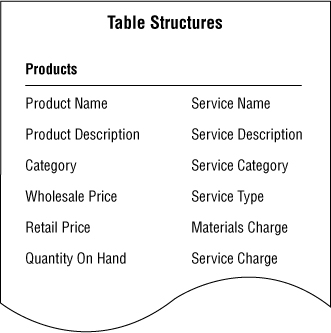 Table Structures
Products
Product Name Service Name
Product Description Service Description
Category Service Category
Wholesale Price Service Type
Retail Price Materials Charge
Quantity On Hand Service Charge